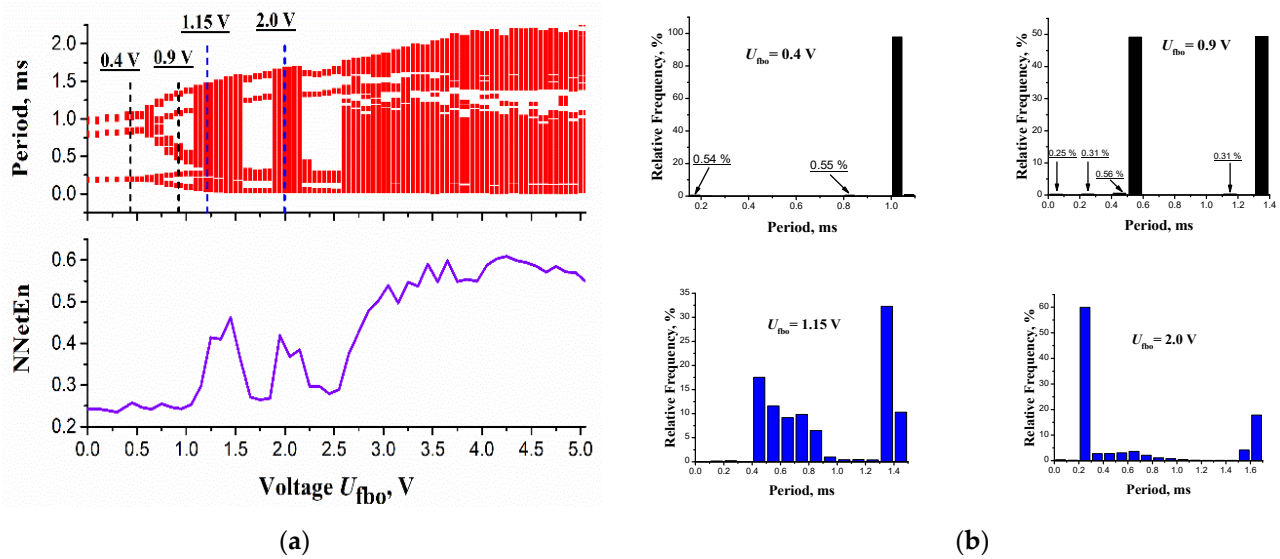 1.15 V 2.0 V
0.4 V 0.9 V
Period, ms
2.0
1.5
1.0
0.5
0.0
NNetEn
0.6
0.5
0.4
0.3
0.2
0.0 0.5 1.0 1.5 2.0 2.5 3.0 3.5 4.0 4.5 5.0
Voltage Ufbo, V
(a)
Relative Frequency, %
100
80
60
40
20
0
Ufbo= 0.4 V
0.54 %
0.55 %
0.2 0.4 0.6 0.8 1.0
Period, ms
Relative Frequency, %
50
40
30
20
10
0
Ufbo= 0.9 V
0.25 %
0.31 %
0.56 %
0.31 %
0.0 0.2 0.4 0.6 0.8 1.0 1.2 1.4
Period, ms
Relative Frequency, %
35
30
25
20
15
10
5
0
Ufbo= 1.15 V
0.0 0.2 0.4 0.6 0.8 1.0 1.2 1.4
Period, ms
Relative Frequency, %
60
50
40
30
20
10
0
Ufbo= 2.0 V
0.0 0.2 0.4 0.6 0.8 1.0 1.2 1.4 1.6
Period, ms
(b)